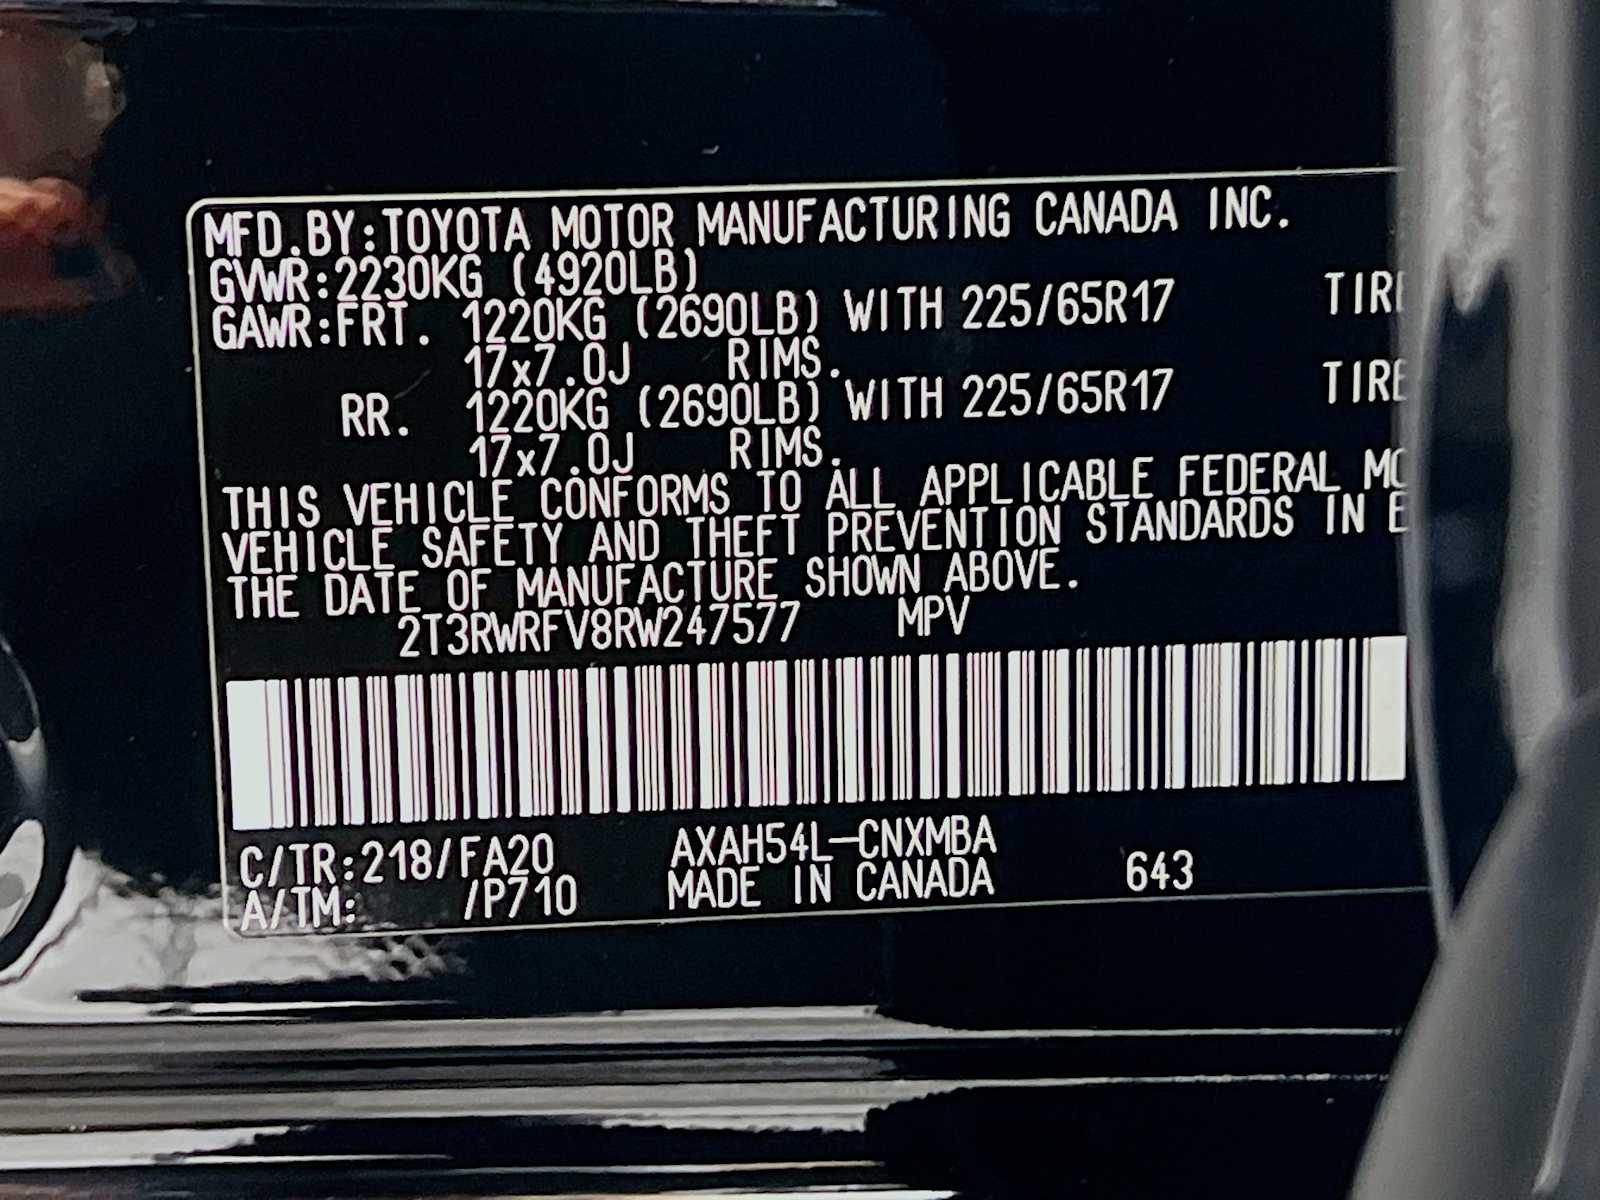 MFD.BY:TOYOTA MOTOR MANUFACTURING CANADA INC.
GVWR:2230KG (4920LB)
GAWR:FRT. 1220KG (2690LB) WITH 225/65R17 TIRE
17x7.0J RIMS.
RR. 1220KG (2690LB) WITH 225/65R17 TIRE
17x7.0J RIMS.
THIS VEHICLE CONFORMS TO ALL APPLICABLE FEDERAL MO
VEHICLE SAFETY AND THEFT PREVENTION STANDARDS IN E
THE DATE OF MANUFACTURE SHOWN ABOVE.
2T3RWRFV8RW247577 MPV
C/TR:218/FA20 AXAH54L-CNXMBA
A/TM: /P710 MADE IN CANADA 643